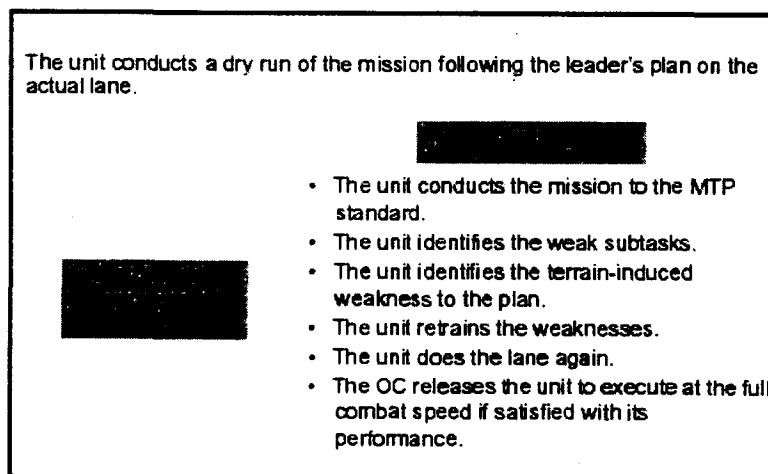 The unit conducts a dry run of the mission following the leader's plan on the
actual lane.
• The unit conducts the mission to the MTP
standard.
• The unit identifies the weak subtasks.
• The unit identifies the terrain-induced
weakness to the plan.
• The unit retrains the weaknesses.
• The unit does the lane again.
• The OC releases the unit to execute at the full
combat speed if satisfied with its
performance.